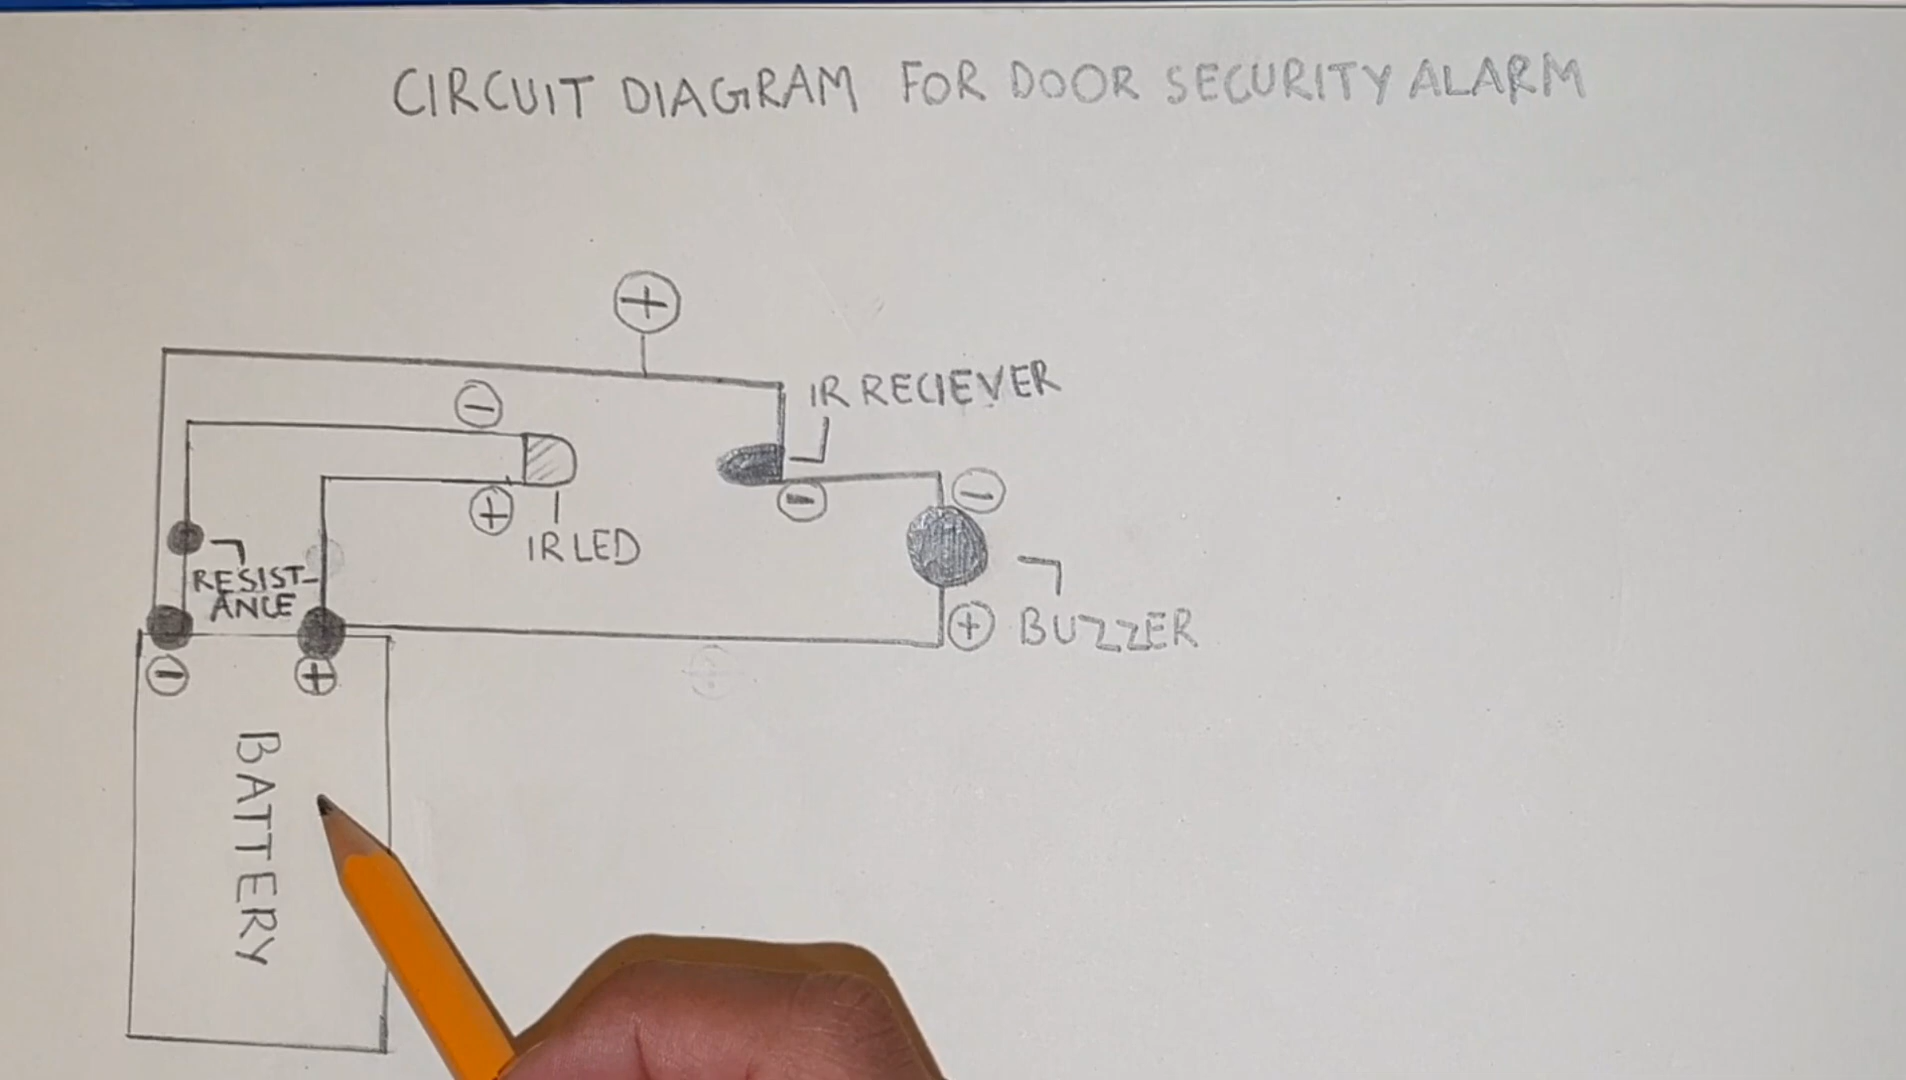 CIRCUIT DIAGRAM FOR DOOR SECURITY ALARM
+
IR RECIEVER
−
−
−
+
IR LED
RESIST-
ANCE
+ BUZZER
− +
BATTERY